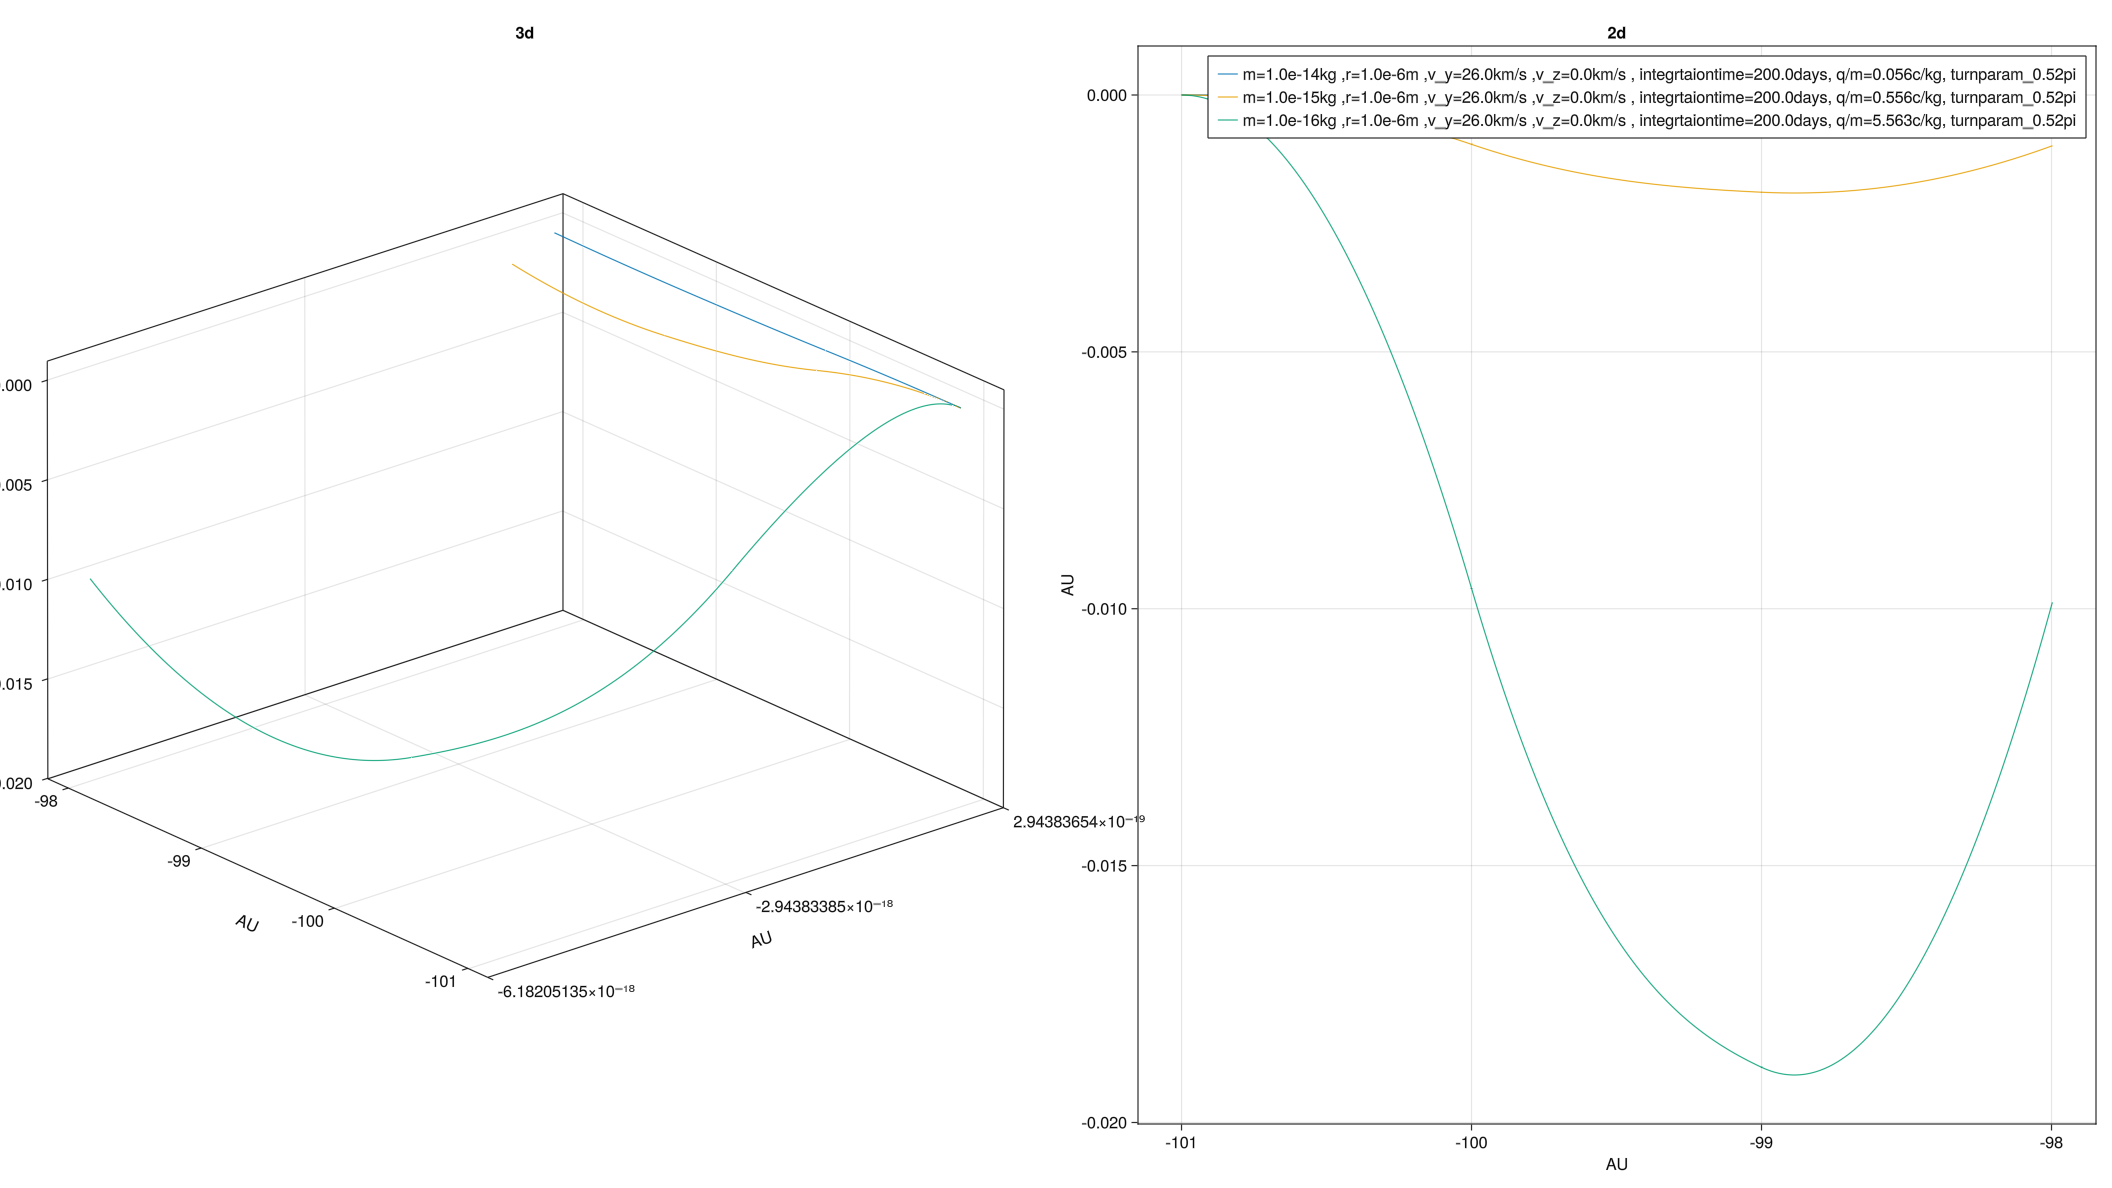 3d
.000
.005
.010
.015
.020
-98
-99
-100
-101
AU
-6.18205135×10⁻¹⁸
-2.94383385×10⁻¹⁸
2.94383654×10⁻¹⁹
AU
2d
m=1.0e-14kg ,r=1.0e-6m ,v_y=26.0km/s ,v_z=0.0km/s , integrtaiontime=200.0days, q/m=0.056c/kg, turnparam_0.52pi
m=1.0e-15kg ,r=1.0e-6m ,v_y=26.0km/s ,v_z=0.0km/s , integrtaiontime=200.0days, q/m=0.556c/kg, turnparam_0.52pi
m=1.0e-16kg ,r=1.0e-6m ,v_y=26.0km/s ,v_z=0.0km/s , integrtaiontime=200.0days, q/m=5.563c/kg, turnparam_0.52pi
0.000
-0.005
-0.010
-0.015
-0.020
AU
-101
-100
-99
-98
AU